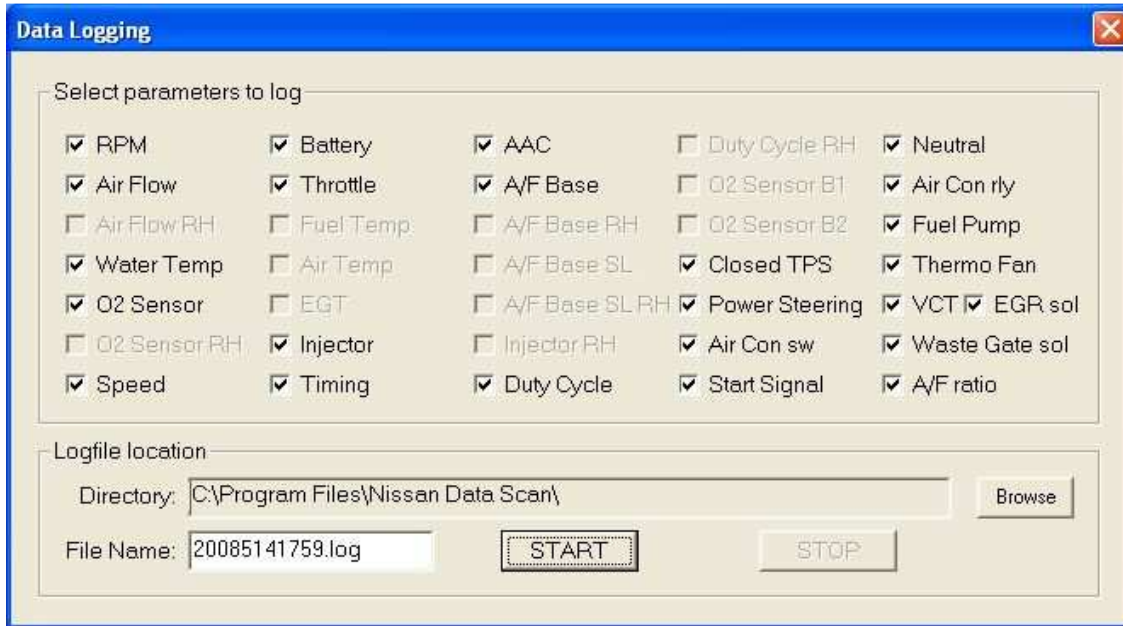 Data Logging
Select parameters to log
RPM Battery AAC Duty Cycle RH Neutral
Air Flow Throttle A/F Base O2 Sensor B1 Air Con rly
Air Flow RH Fuel Temp A/F Base RH O2 Sensor B2 Fuel Pump
Water Temp Air Temp A/F Base SL Closed TPS Thermo Fan
O2 Sensor EGT A/F Base SL RH Power Steering VCT EGR sol
O2 Sensor RH Injector Injector RH Air Con sw Waste Gate sol
Speed Timing Duty Cycle Start Signal A/F ratio
Logfile location
Directory: C:\Program Files\Nissan Data Scan\ Browse
File Name: 20085141759.log START STOP